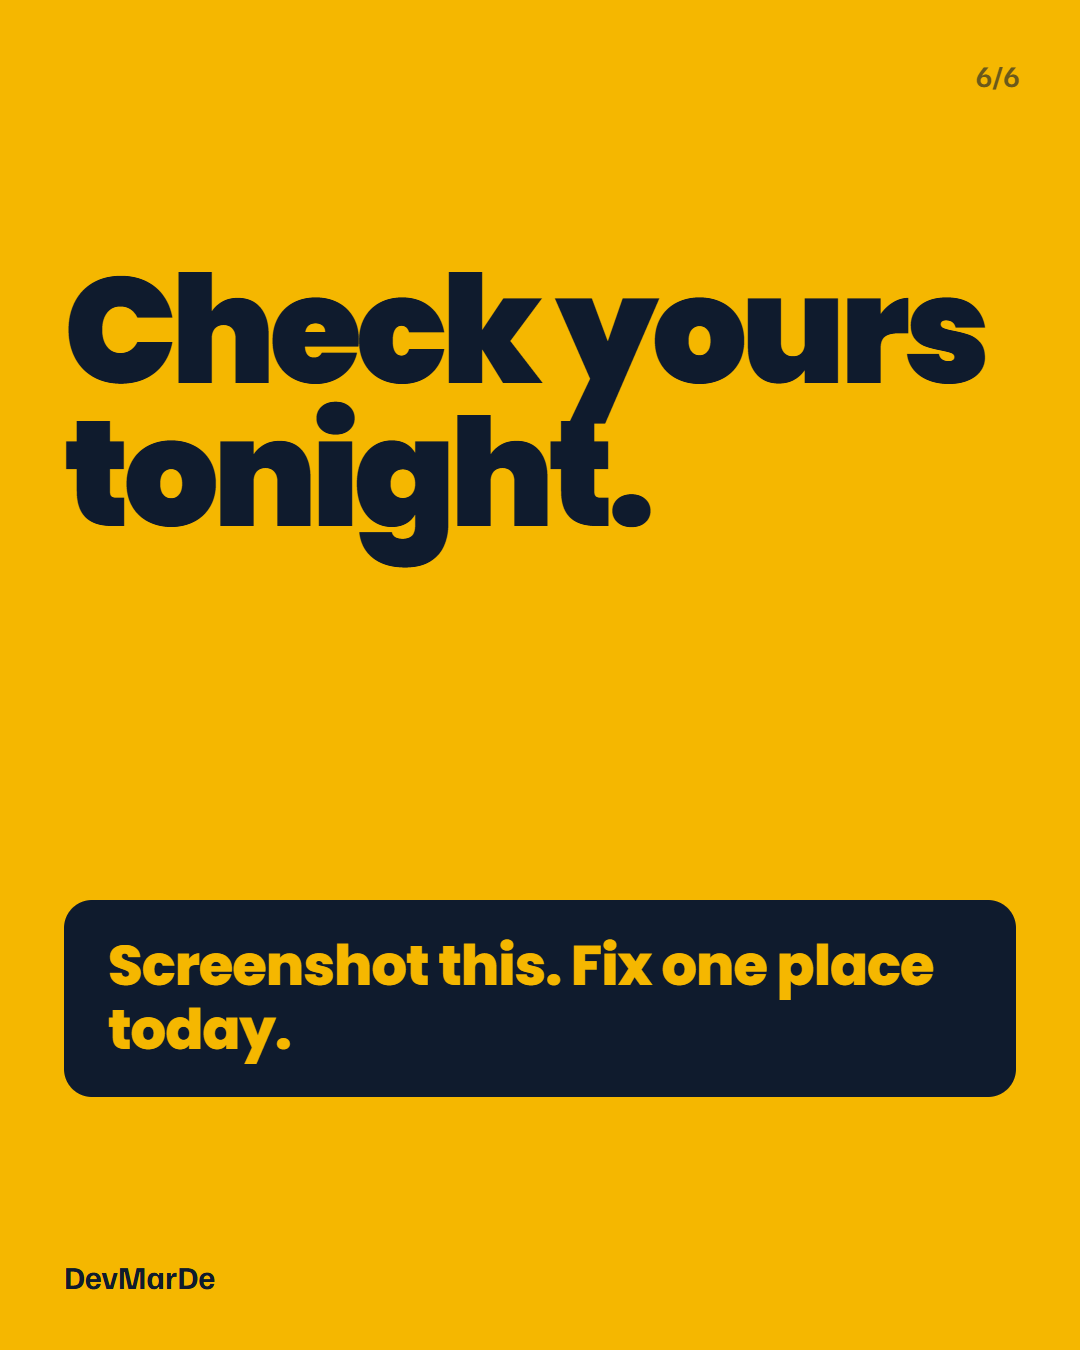 6/6
Check yours
tonight.
Screenshot this. Fix one place
today.
DevMarDe